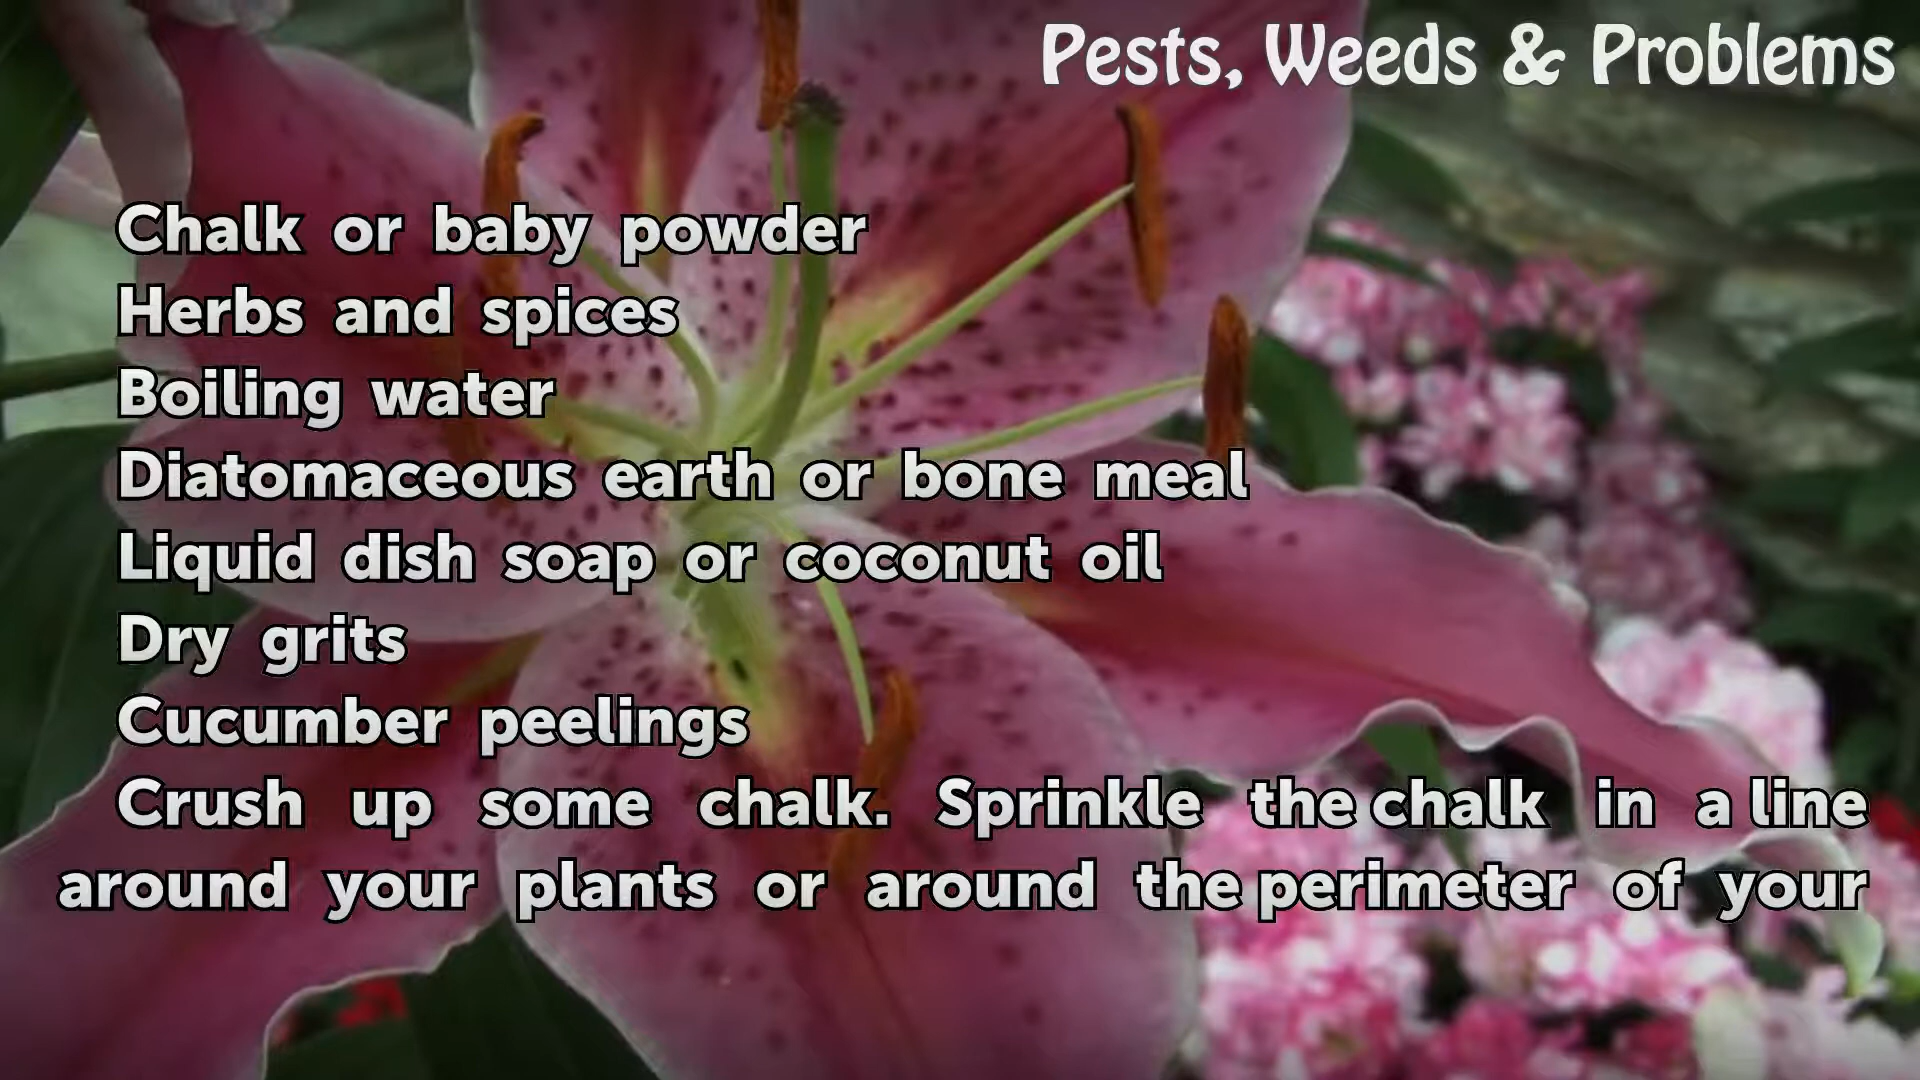 Pests, Weeds & Problems
Chalk or baby powder
Herbs and spices
Boiling water
Diatomaceous earth or bone meal
Liquid dish soap or coconut oil
Dry grits
Cucumber peelings
Crush up some chalk. Sprinkle the chalk in a line
around your plants or around the perimeter of your